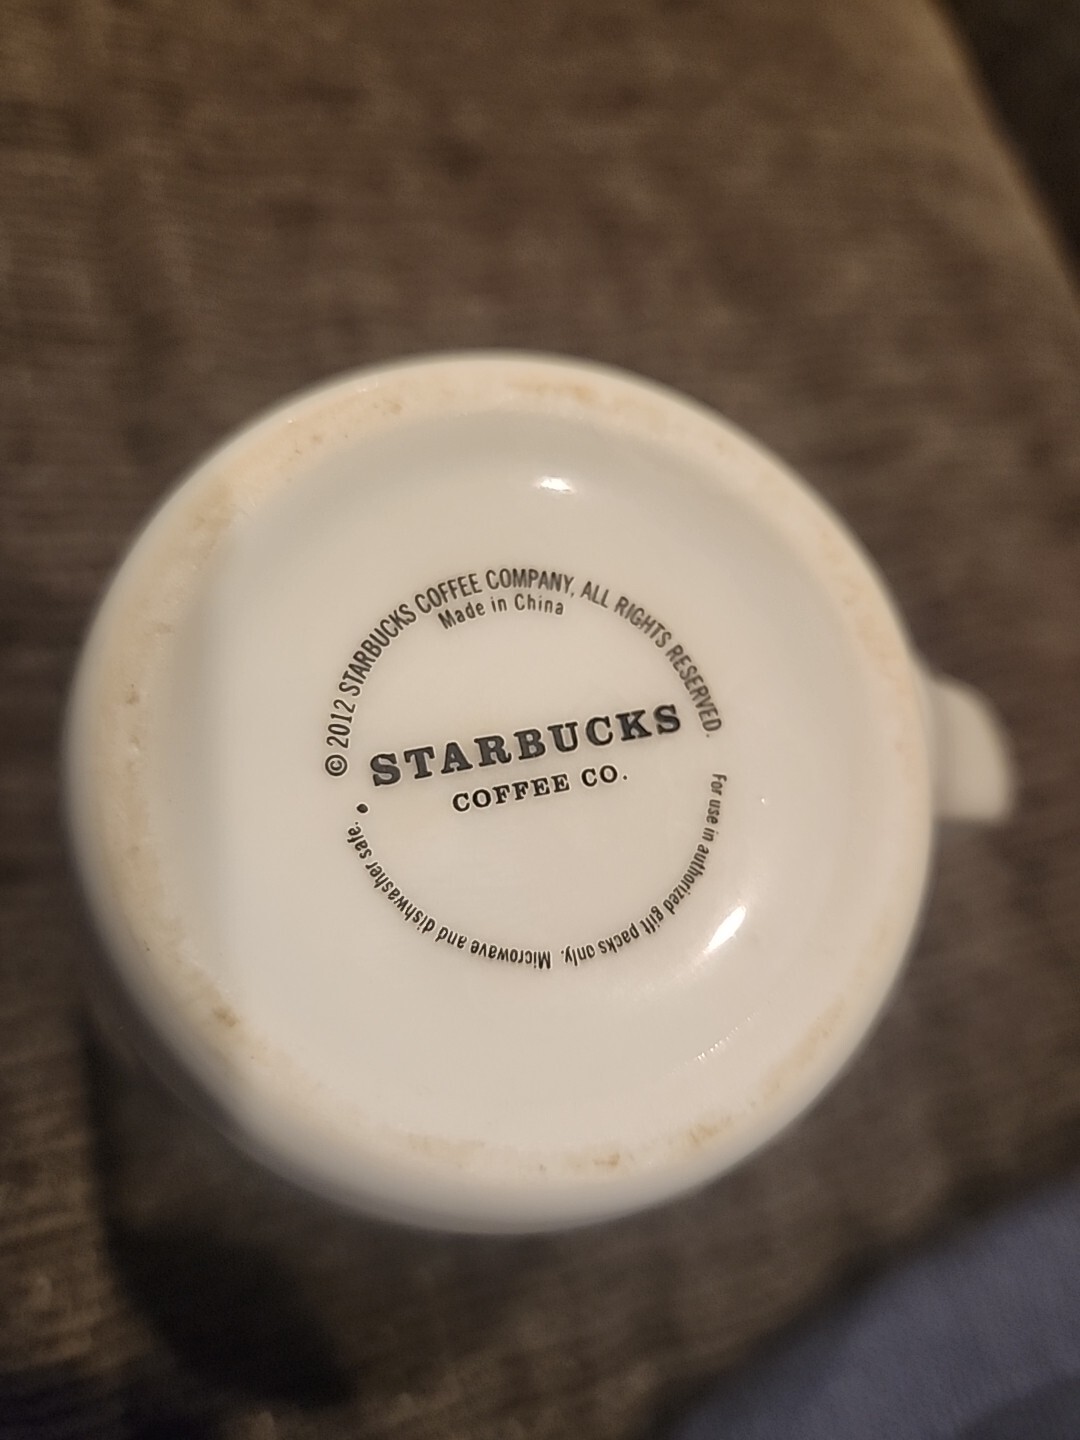 © 2012 STARBUCKS COFFEE COMPANY, ALL RIGHTS RESERVED.
Made in China
STARBUCKS
COFFEE CO.
For use in authorized gift packs only. Microwave and dishwasher safe. •